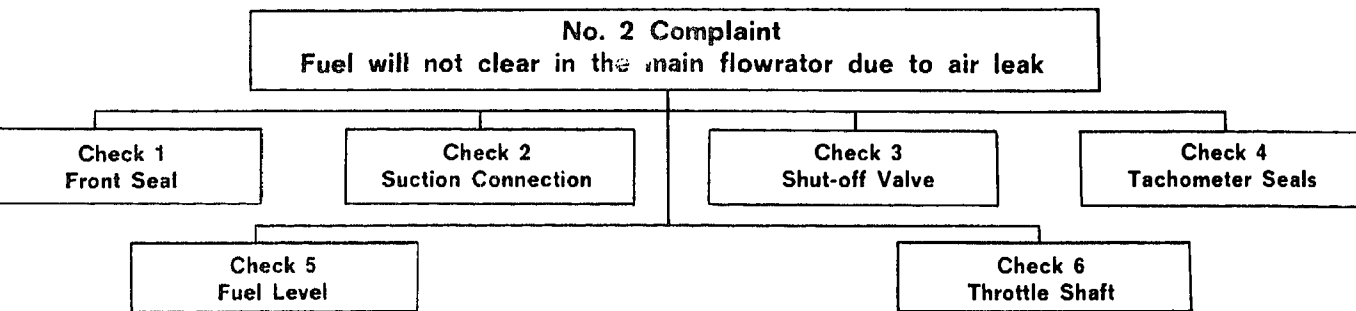 No. 2 Complaint
Fuel will not clear in the main flowrator due to air leak
Check 1
Front Seal
Check 2
Suction Connection
Check 3
Shut-off Valve
Check 4
Tachometer Seals
Check 5
Fuel Level
Check 6
Throttle Shaft